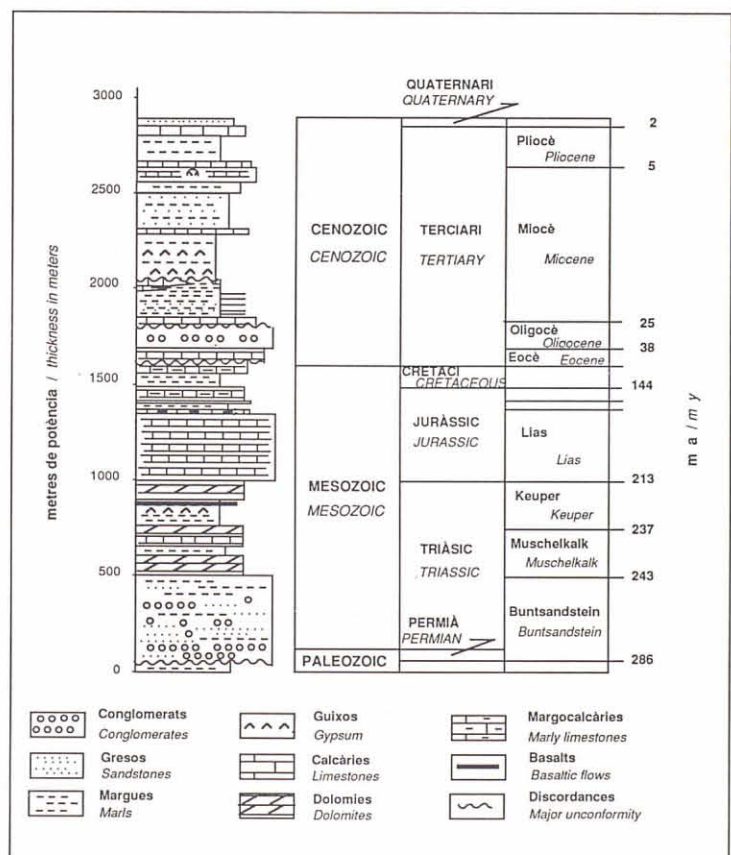 metres de potència / thickness in meters
3000
2500
2000
1500
1000
500
0
QUATERNARI
QUATERNARY
CENOZOIC
CENOZOIC
TERCIARI
TERTIARY
Pliocè
Pliocene
Miocè
Miccene
Oligocè
Oligocene
Eocè Eocene
MESOZOIC
MESOZOIC
CRETACI
CRETACEOUS
JURÀSSIC
JURASSIC
Lias
Lias
TRIÀSIC
TRIASSIC
Keuper
Keuper
Muschelkalk
Muschelkalk
Buntsandstein
Buntsandstein
PERMIÀ
PERMIAN
PALEOZOIC
2
5
25
38
144
213
237
243
286
m a / m y
Conglomerats
Conglomerates
Guixos
Gypsum
Margocalcàries
Marly limestones
Gresos
Sandstones
Calcàries
Limestones
Basalts
Basaltic flows
Margues
Marls
Dolomies
Dolomites
Discordances
Major unconformity